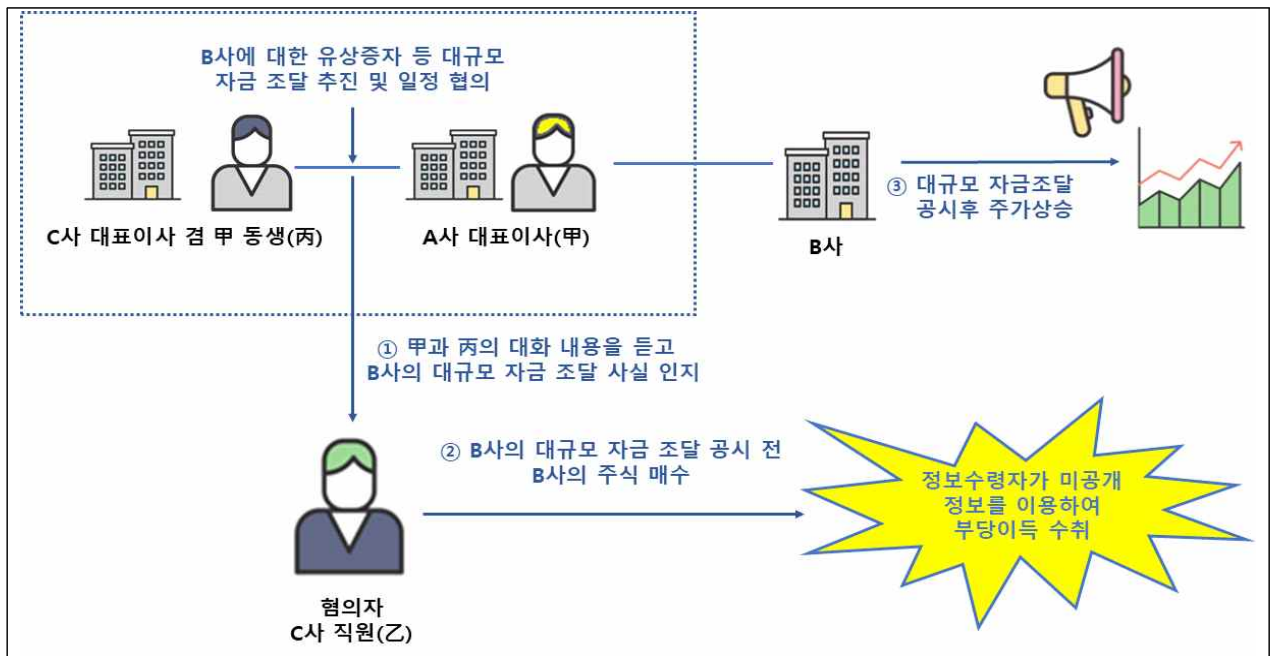 B사에 대한 유상증자 등 대규모
자금 조달 추진 및 일정 협의
C사 대표이사 겸 甲 동생(丙)
A사 대표이사(甲)
B사
③ 대규모 자금조달
공시후 주가상승
① 甲과 丙의 대화 내용을 듣고
B사의 대규모 자금 조달 사실 인지
② B사의 대규모 자금 조달 공시 전
B사의 주식 매수
정보수령자가 미공개
정보를 이용하여
부당이득 수취
혐의자
C사 직원(乙)